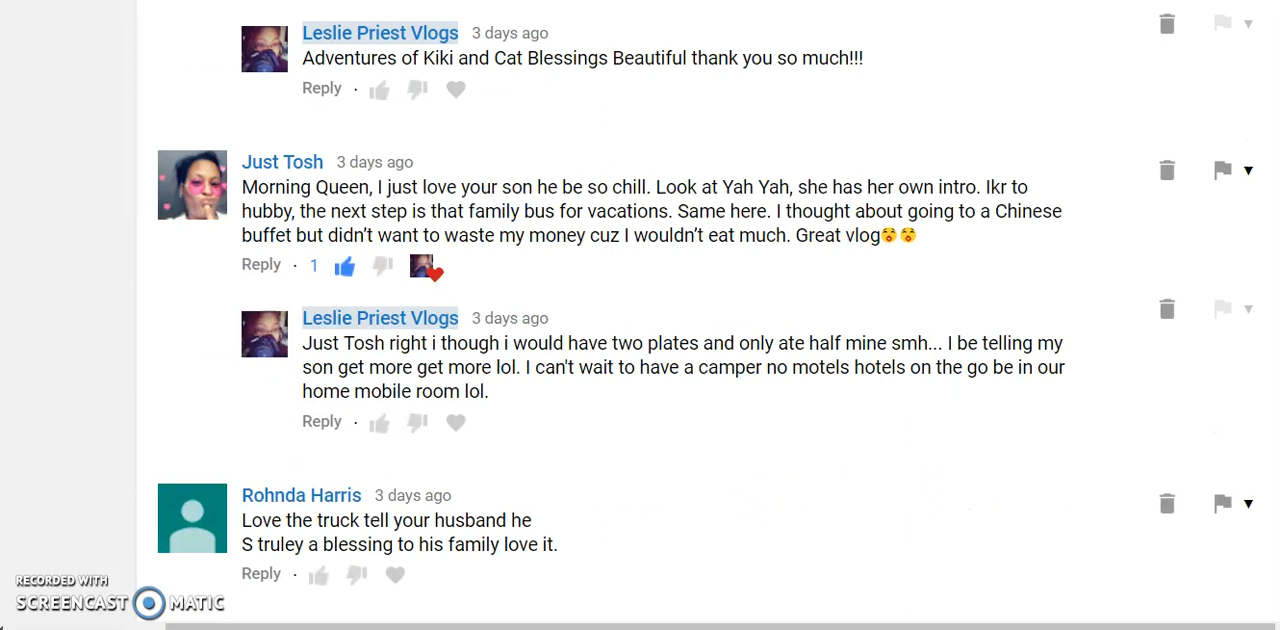 Leslie Priest Vlogs 3 days ago
Adventures of Kiki and Cat Blessings Beautiful thank you so much!!!
Reply ·
Just Tosh 3 days ago
Morning Queen, I just love your son he be so chill. Look at Yah Yah, she has her own intro. Ikr to
hubby, the next step is that family bus for vacations. Same here. I thought about going to a Chinese
buffet but didn't want to waste my money cuz I wouldn't eat much. Great vlog😵😵
Reply · 1
Leslie Priest Vlogs 3 days ago
Just Tosh right i though i would have two plates and only ate half mine smh... I be telling my
son get more get more lol. I can't wait to have a camper no motels hotels on the go be in our
home mobile room lol.
Reply ·
Rohnda Harris 3 days ago
Love the truck tell your husband he
S truley a blessing to his family love it.
Reply ·
RECORDED WITH
SCREENCAST MATIC